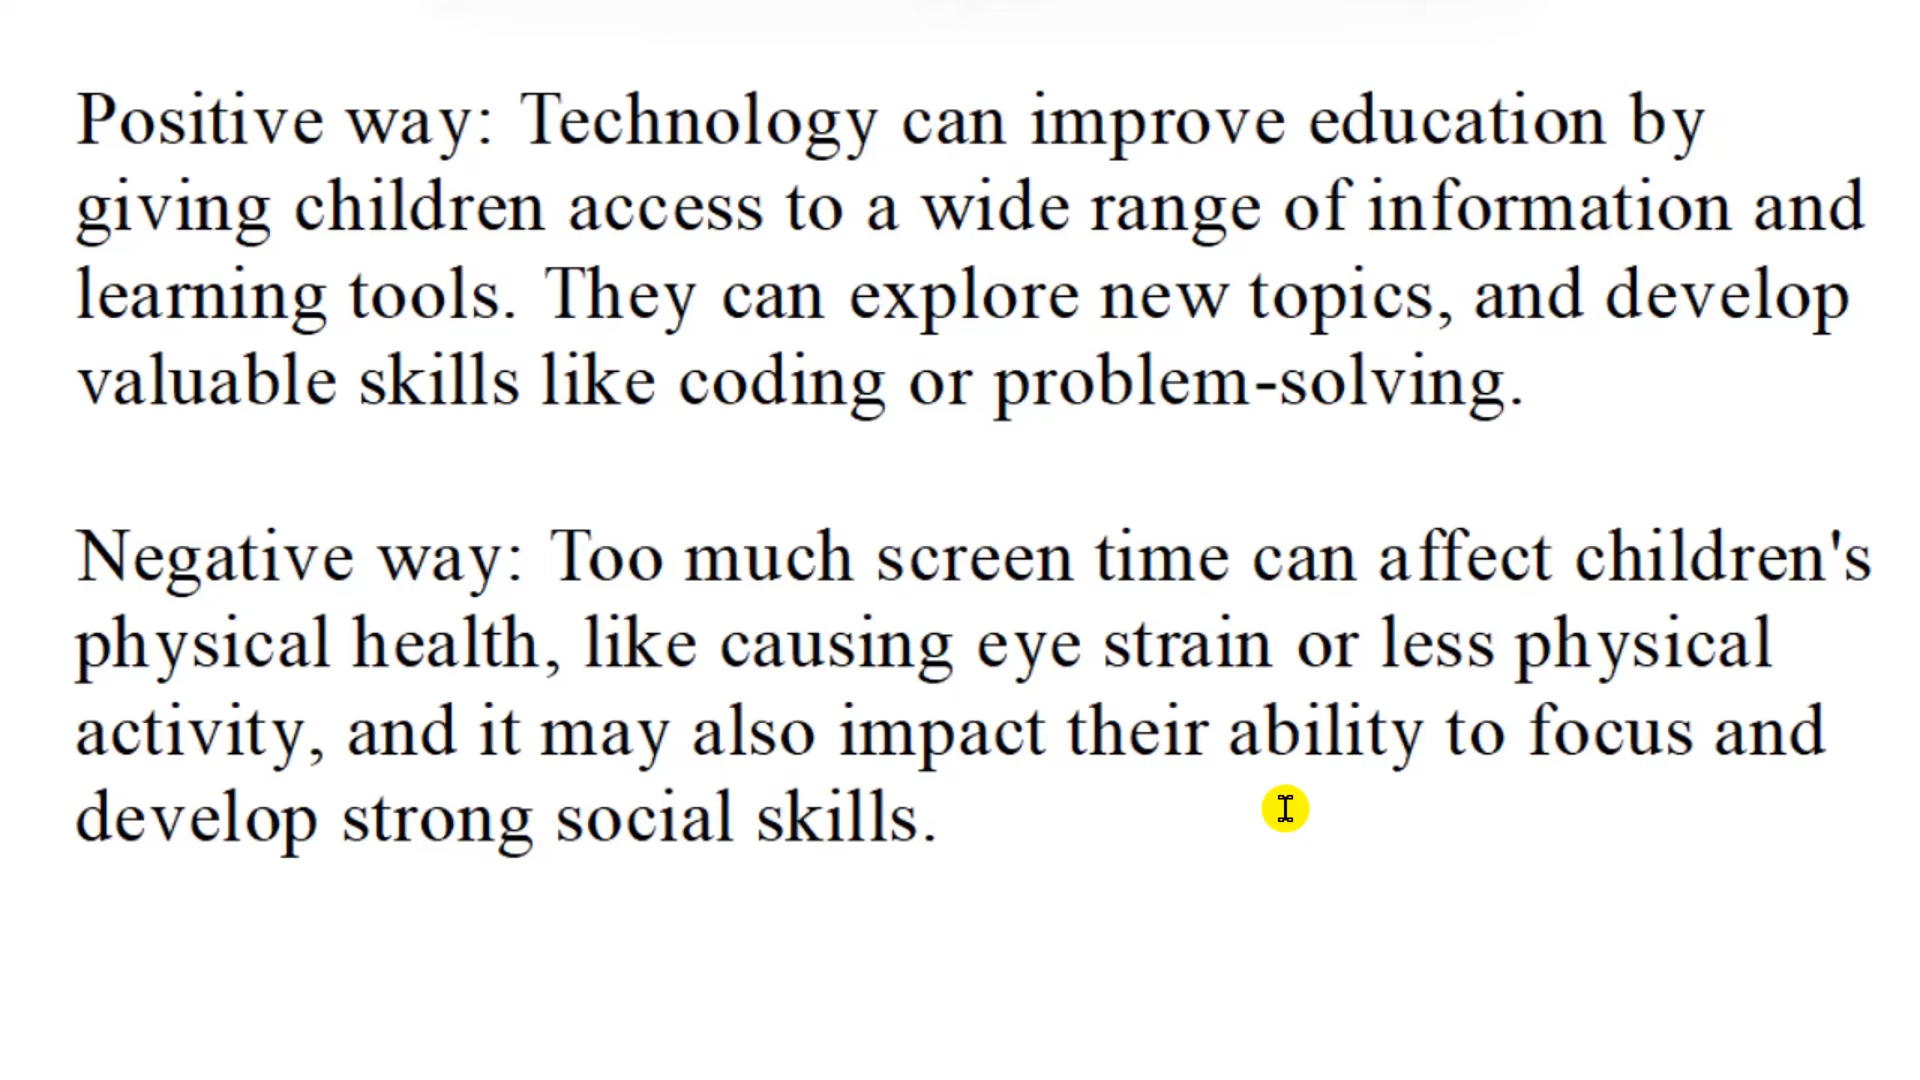 Positive way: Technology can improve education by
giving children access to a wide range of information and
learning tools. They can explore new topics, and develop
valuable skills like coding or problem-solving.
Negative way: Too much screen time can affect children's
physical health, like causing eye strain or less physical
activity, and it may also impact their ability to focus and
develop strong social skills.